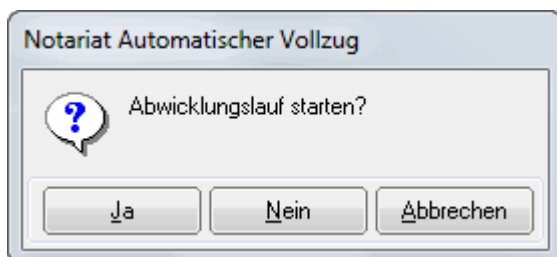 Notariat Automatischer Vollzug
Abwicklungslauf starten?
Ja
Nein
Abbrechen